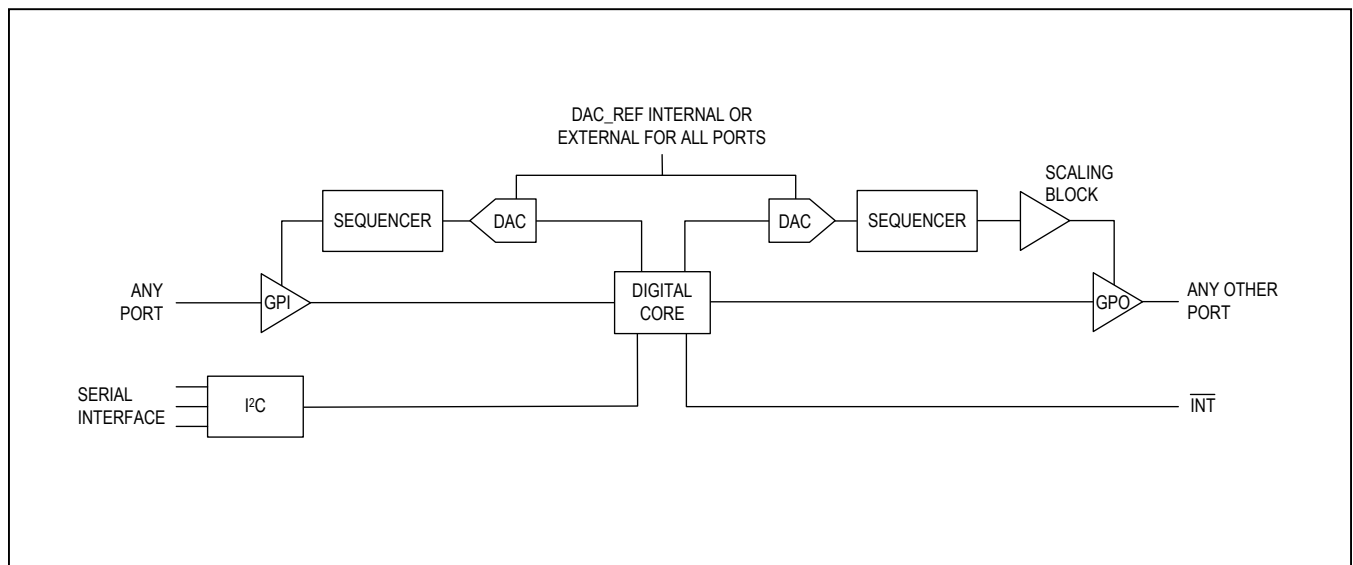 DAC_REF INTERNAL OR
EXTERNAL FOR ALL PORTS
SCALING
BLOCK
SEQUENCER
DAC
DAC
SEQUENCER
ANY
PORT
GPI
DIGITAL
CORE
GPO
ANY OTHER
PORT
SERIAL
INTERFACE
I²C
I̅N̅T̅